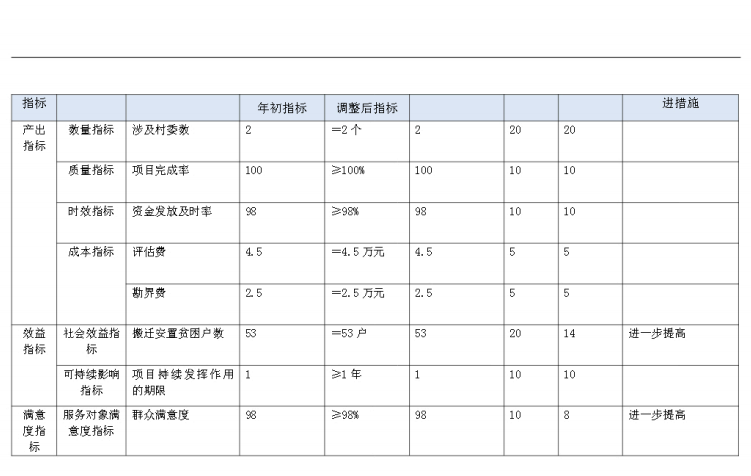 指标 年初指标 调整后指标 进措施
产出指标 数量指标 涉及村委数 2 ＝2 个 2 20 20
质量指标 项目完成率 100 ≥100% 100 10 10
时效指标 资金发放及时率 98 ≥98% 98 10 10
成本指标 评估费 4.5 ＝4.5 万元 4.5 5 5
勘界费 2.5 ＝2.5 万元 2.5 5 5
效益指标 社会效益指标 搬迁安置贫困户数 53 ＝53 户 53 20 14 进一步提高
可持续影响指标 项目持续发挥作用的期限 1 ≥1 年 1 10 10
满意度指标 服务对象满意度指标 群众满意度 98 ≥98% 98 10 8 进一步提高